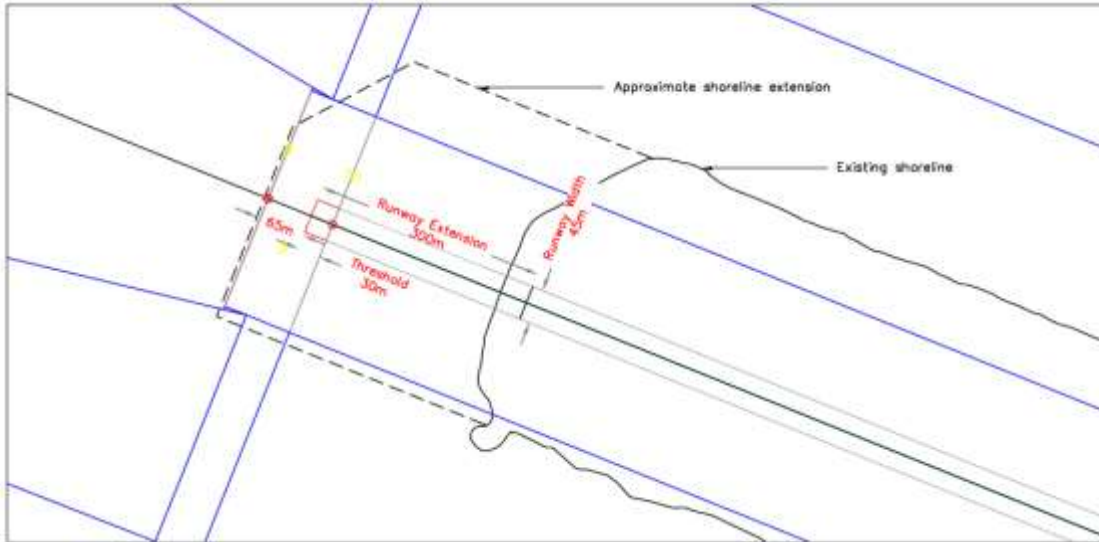 Approximate shoreline extension
Existing shoreline
Runway Width
45m
Runway Extension
300m
65m
Threshold
30m